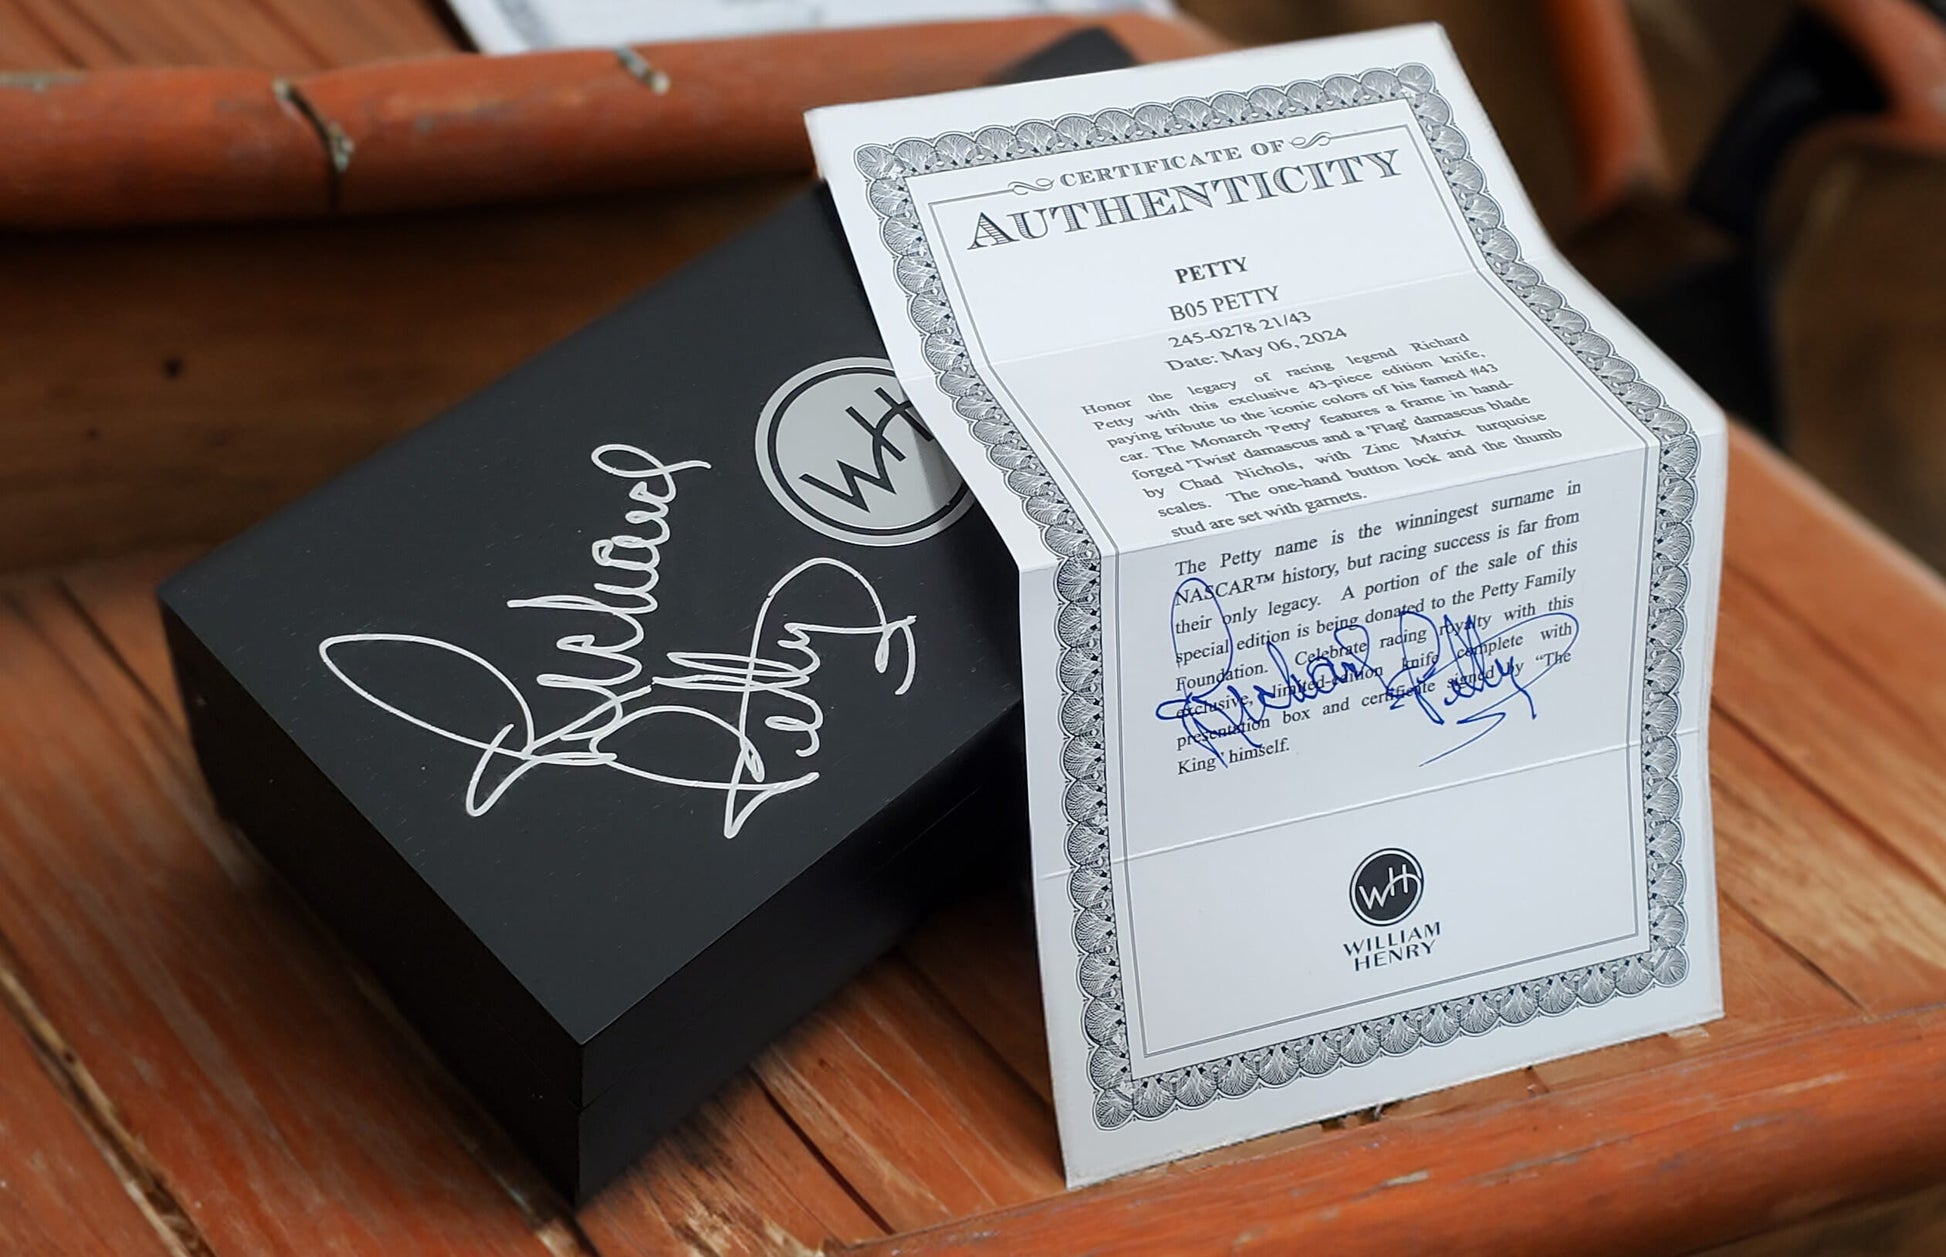 WH
Richard
Petty
CERTIFICATE OF
AUTHENTICITY
PETTY
B05 PETTY
245-0278 21/43
Date: May 06, 2024
Honor the legacy of racing legend Richard
Petty with this exclusive 43-piece edition knife,
paying tribute to the iconic colors of his famed #43
car. The Monarch 'Petty' features a frame in hand-
forged 'Twist' damascus and a 'Flag' damascus blade
by Chad Nichols, with Zinc Matrix turquoise
scales. The one-hand button lock and the thumb
stud are set with garnets.
The Petty name is the winningest surname in
NASCAR™ history, but racing success is far from
their only legacy. A portion of the sale of this
special edition is being donated to the Petty Family
Foundation. Celebrate racing royalty with this
exclusive, limited-edition knife complete with
presentation box and certificate signed by "The
King" himself.
Richard Petty
WH
WILLIAM
HENRY